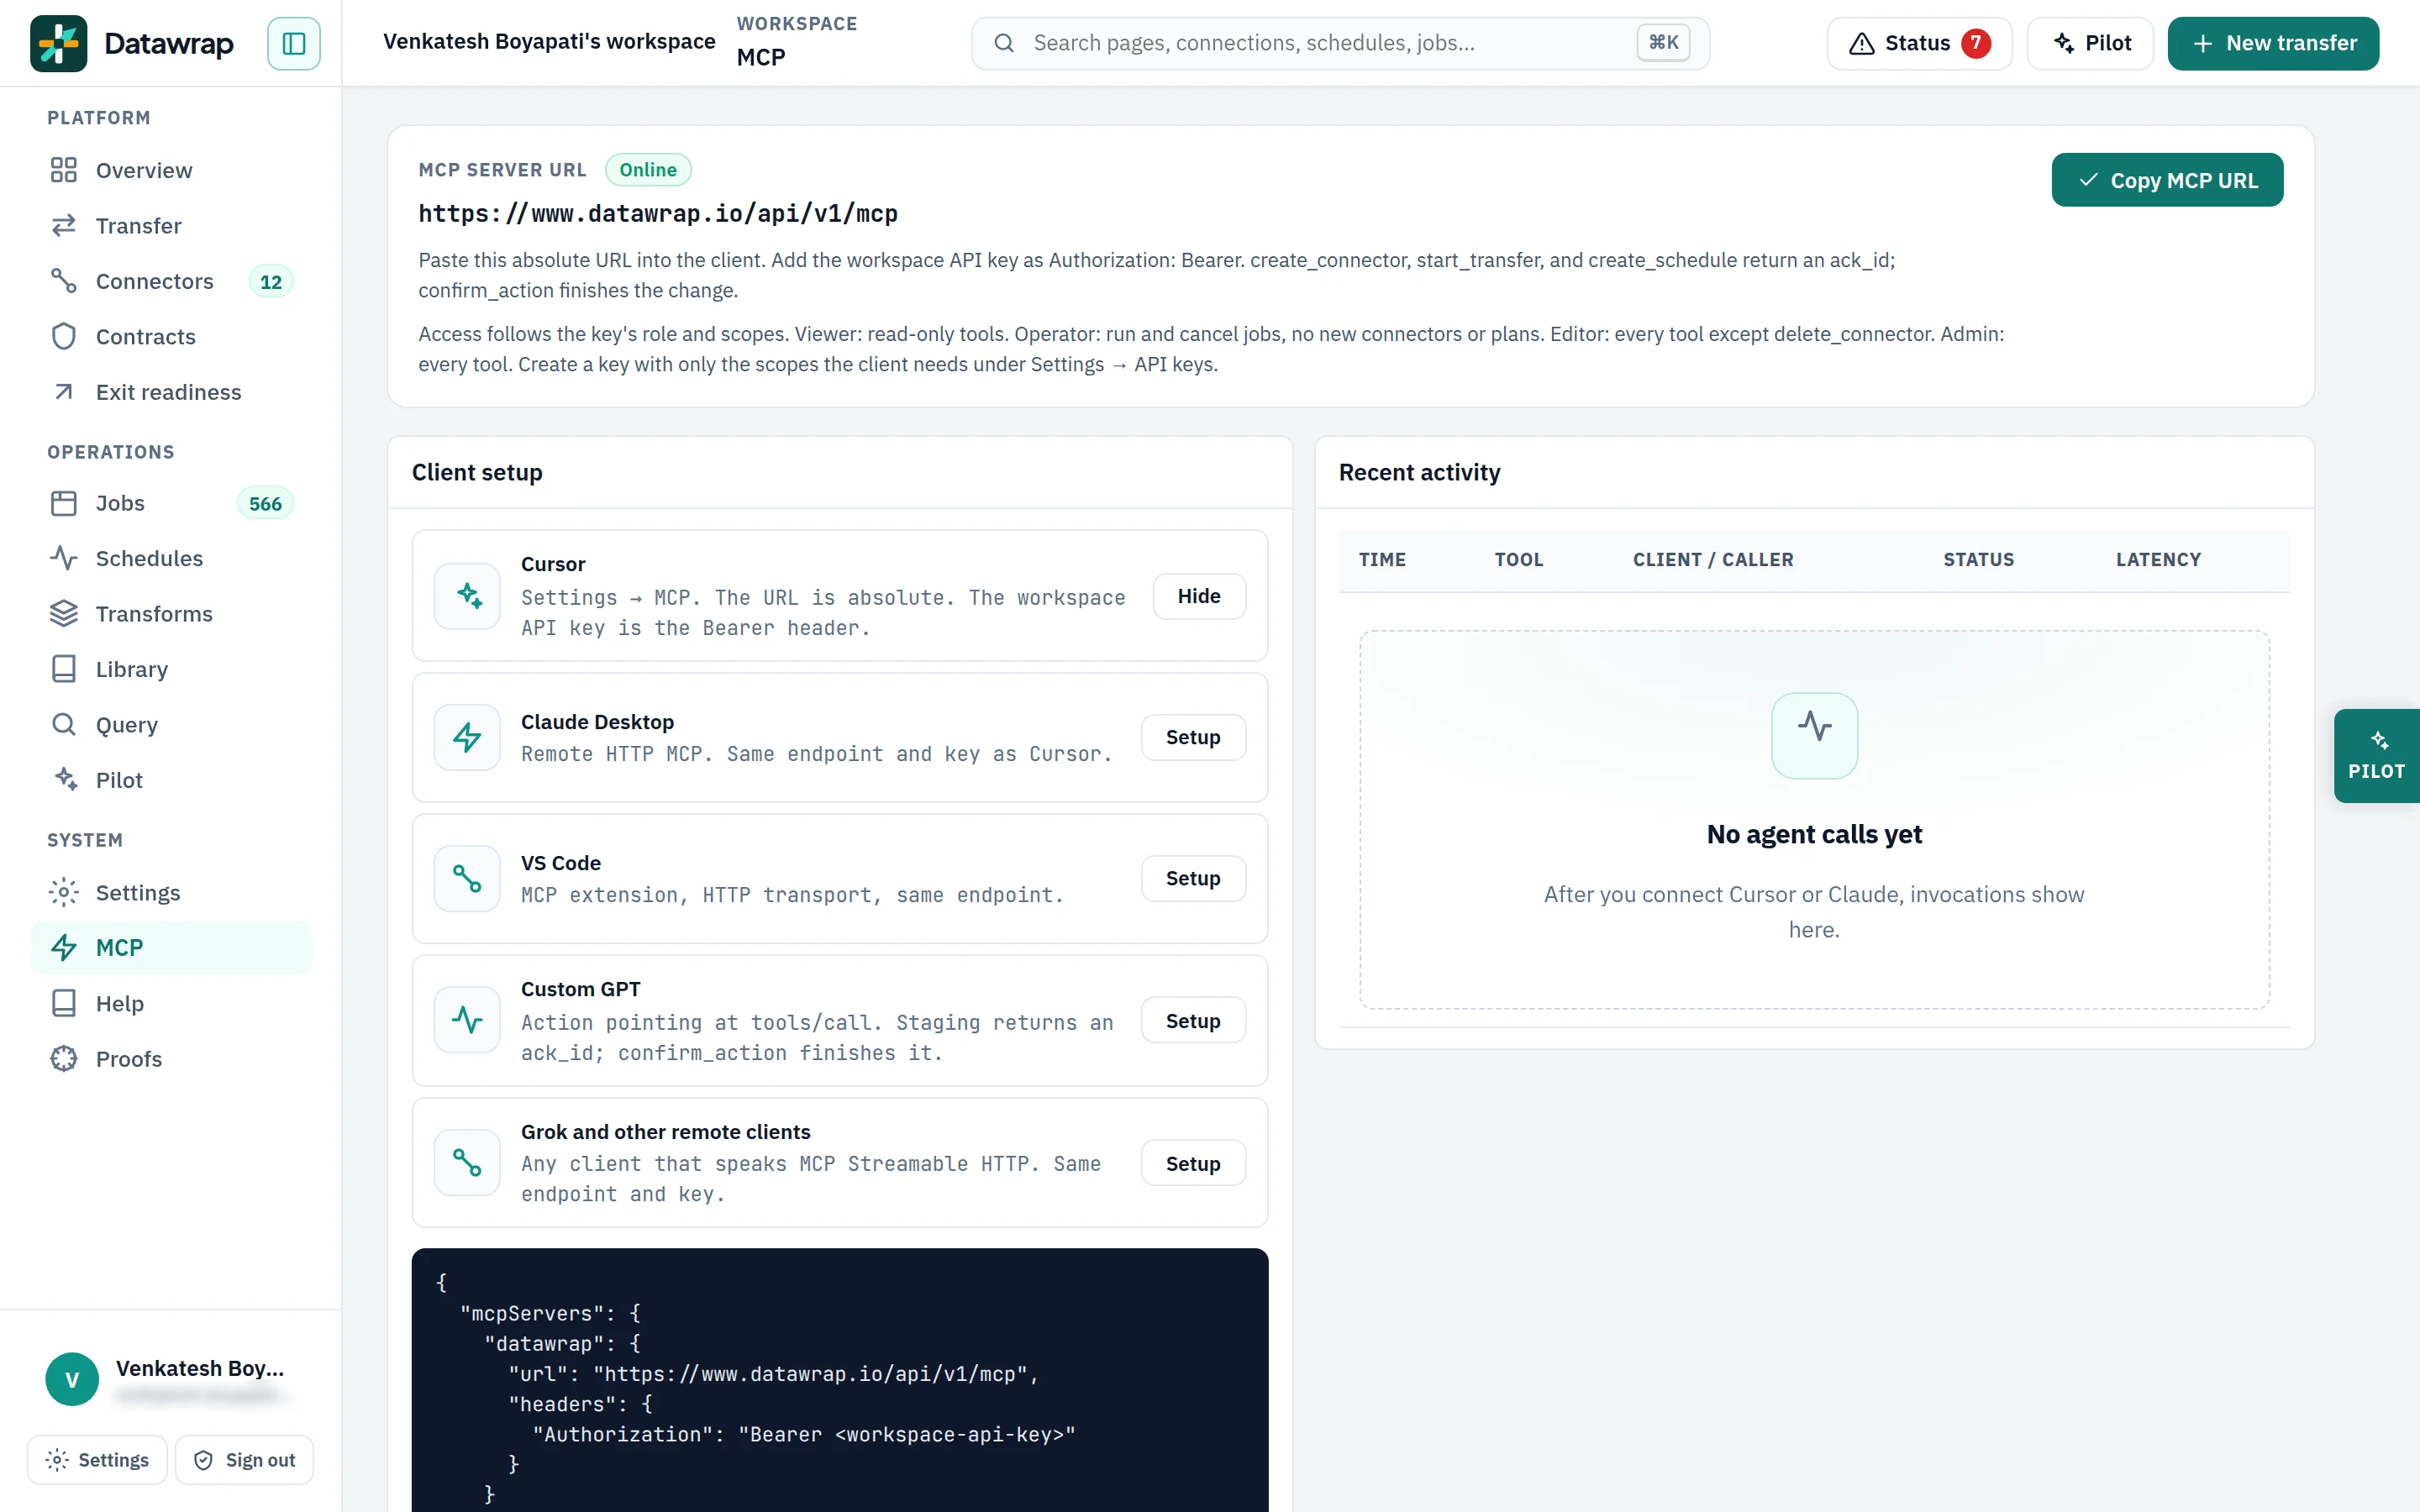 Datawrap
Venkatesh Boyapati's workspace
WORKSPACE
MCP
Search pages, connections, schedules, jobs...
⌘K
Status 7
Pilot
New transfer
PLATFORM
Overview
Transfer
Connectors 12
Contracts
Exit readiness
OPERATIONS
Jobs 566
Schedules
Transforms
Library
Query
Pilot
SYSTEM
Settings
MCP
Help
Proofs
V
Venkatesh Boy...
Settings
Sign out
MCP SERVER URL Online
https://www.datawrap.io/api/v1/mcp
Copy MCP URL
Paste this absolute URL into the client. Add the workspace API key as Authorization: Bearer. create_connector, start_transfer, and create_schedule return an ack_id;
confirm_action finishes the change.
Access follows the key's role and scopes. Viewer: read-only tools. Operator: run and cancel jobs, no new connectors or plans. Editor: every tool except delete_connector. Admin:
every tool. Create a key with only the scopes the client needs under Settings → API keys.
Client setup
Cursor
Settings → MCP. The URL is absolute. The workspace
API key is the Bearer header.
Hide
Claude Desktop
Remote HTTP MCP. Same endpoint and key as Cursor.
Setup
VS Code
MCP extension, HTTP transport, same endpoint.
Setup
Custom GPT
Action pointing at tools/call. Staging returns an
ack_id; confirm_action finishes it.
Setup
Grok and other remote clients
Any client that speaks MCP Streamable HTTP. Same
endpoint and key.
Setup
{
"mcpServers": {
"datawrap": {
"url": "https://www.datawrap.io/api/v1/mcp",
"headers": {
"Authorization": "Bearer <workspace-api-key>"
}
}
Recent activity
TIME TOOL CLIENT / CALLER STATUS LATENCY
No agent calls yet
After you connect Cursor or Claude, invocations show
here.
PILOT